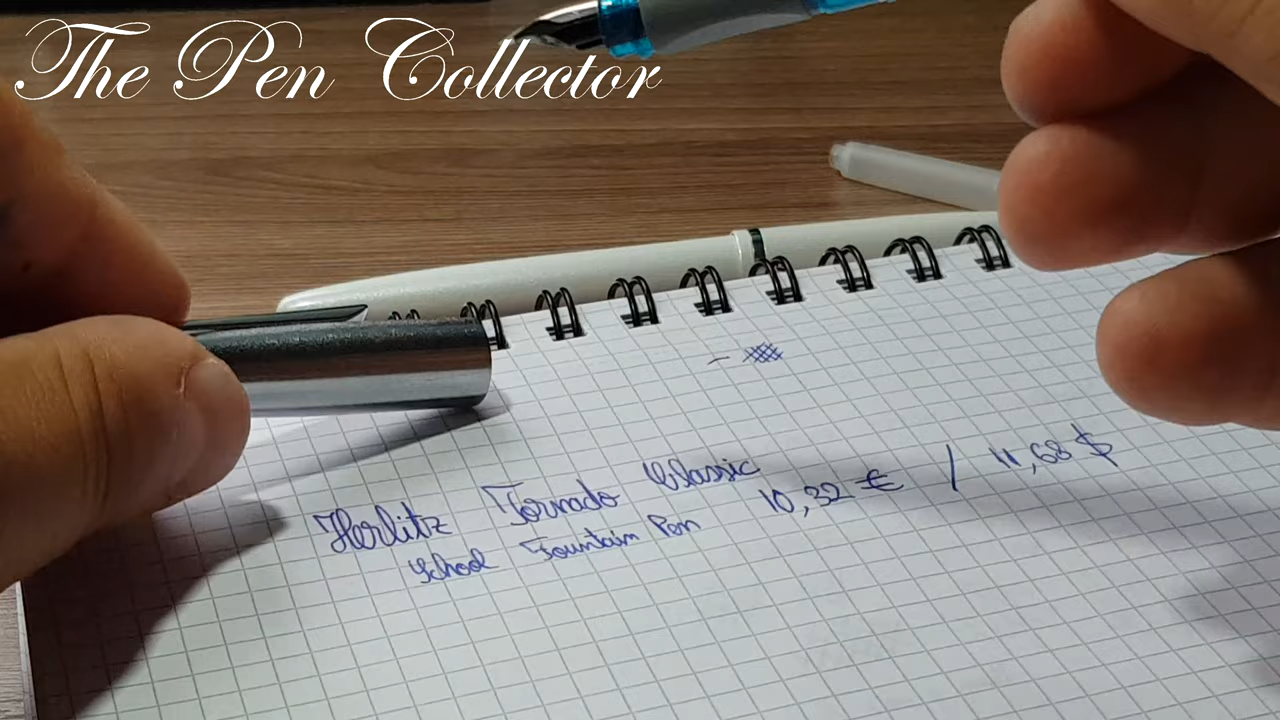 The Pen Collector
Herlitz Tornado Classic
School Fountain Pen 10,32 € / 11,68 $